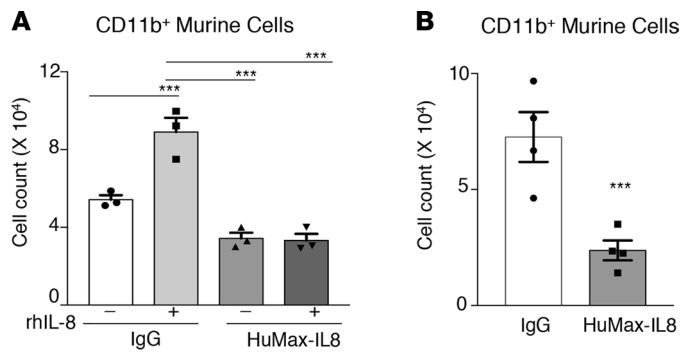 A
CD11b⁺ Murine Cells
***
***
***
Cell count (X 10⁴)
12
8
4
0
rhIL-8
− + − +
IgG HuMax-IL8
B
CD11b⁺ Murine Cells
Cell count (X 10⁴)
10
5
0
***
IgG HuMax-IL8